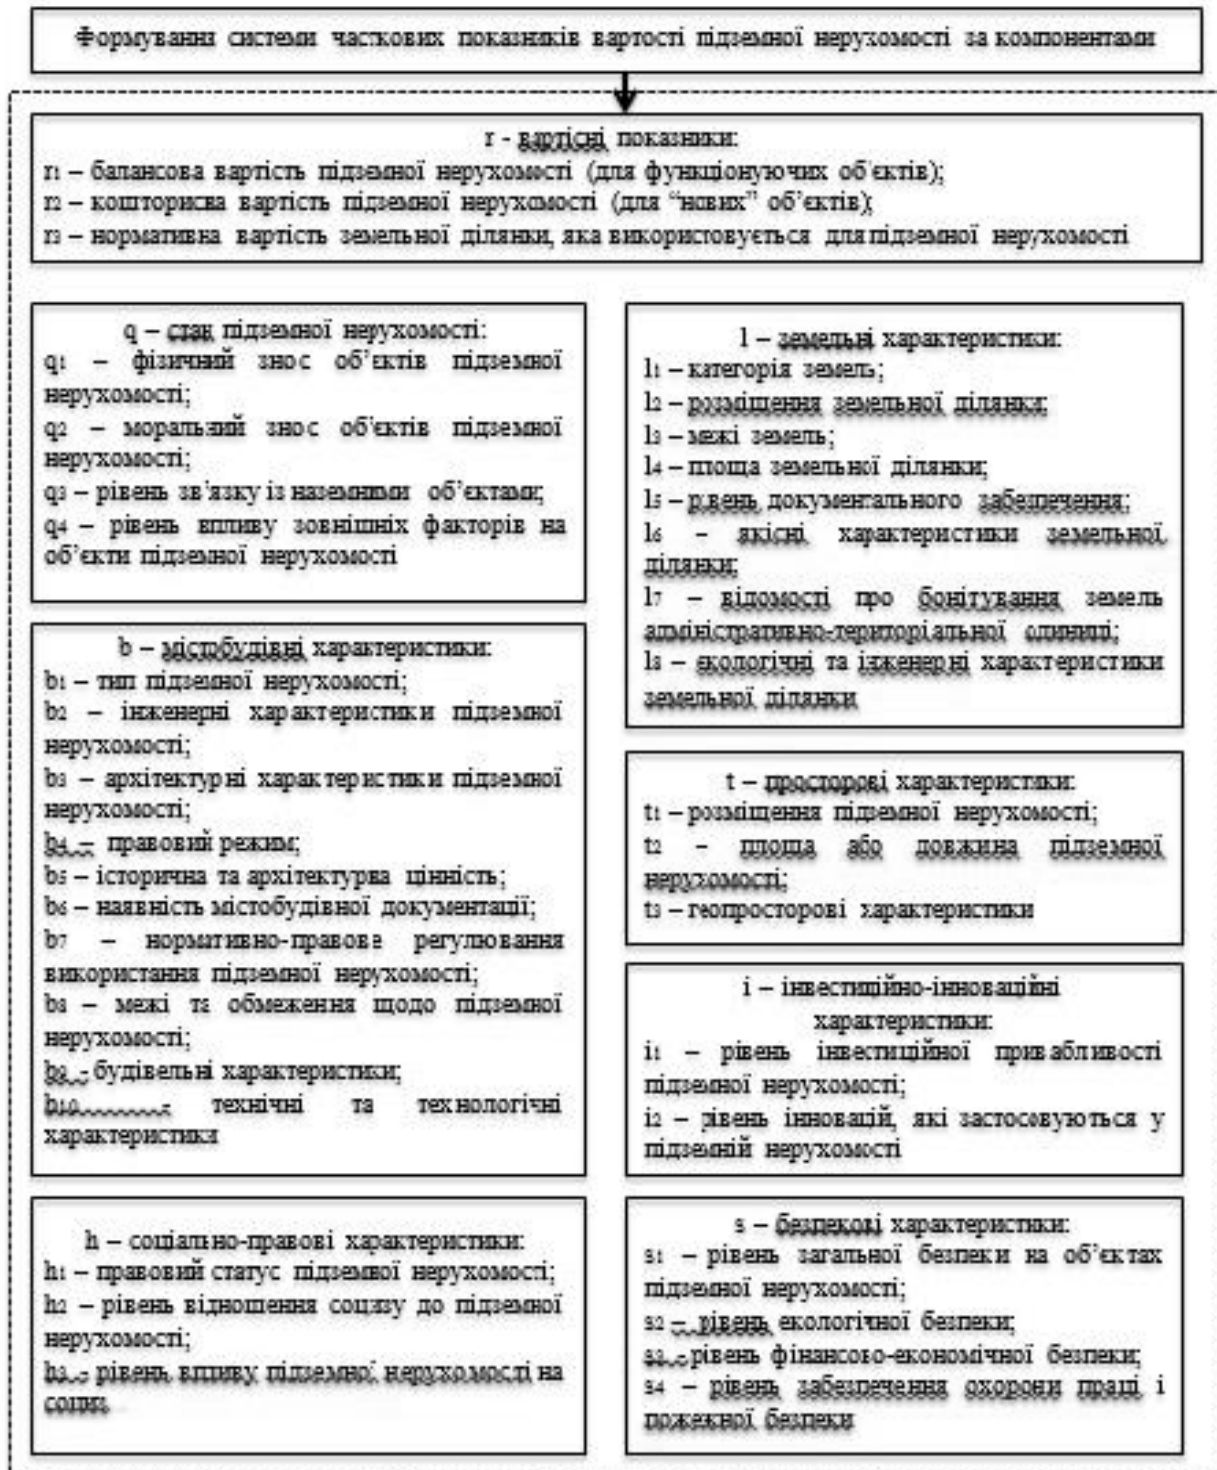 Формування системи часткових показників вартості підземної нерухомості за компонентами
r - вартісні показники:
r1 – балансова вартість підземної нерухомості (для функціонуючих об'єктів);
r2 – кошторисва вартість підземної нерухомості (для “нових” об'єктів);
r3 – нормативна вартість земельної ділянки, яка використовується для підземної нерухомості
q – стан підземної нерухомості:
q1 – фізичний знос об'єктів підземної
нерухомості;
q2 – моральний знос об'єктів підземної
нерухомості;
q3 – рівень зв'язку із наземними об'єктами;
q4 – рівень впливу зовнішніх факторів на
об'єкти підземної нерухомості
b – містобудівні характеристики:
b1 – тип підземної нерухомості;
b2 – інженерні характеристики підземної
нерухомості;
b3 – архітектурні характеристики підземної
нерухомості;
b4 – правовий режим;
b5 – історична та архітектурва цінність;
b6 – наявність містобудівної документації;
b7 – нормативно-правове регулювання
використання підземної нерухомості;
b8 – межі та обмеження щодо підземної
нерухомості;
b9 - будівельні характеристики;
b10 - технічні та технологічні
характеристики
h – соціально-правові характеристики:
h1 – правовий статус підземної нерухомості;
h2 – рівень відношення соцізу до підземної
нерухомості;
h3 - рівень впливу підземної нерухомості на
соціз
l – земельні характеристики:
l1 – категорія земель;
l2 – розміщення земельної ділянки;
l3 – межі земель;
l4 – площа земельної ділянки;
l5 – рівень документального забезпечення;
l6 – якісні характеристики земельної
ділянки;
l7 – відомості про бонітування земель
адміністративно-територіальної одиниці;
l8 – екологічні та інженерні характеристики
земельної ділянки
t – просторові характеристики:
t1 – розміщення підземної нерухомості;
t2 – площа або довжина підземної
нерухомості;
t3 – геопросторові характеристики
i – інвестиційно-інноваційні
характеристики:
i1 – рівень інвестиційної привабливості
підземної нерухомості;
i2 – рівень інновацій, які застосовуються у
підземній нерухомості
s – безпекові характеристики:
s1 – рівень загальної безпеки на об'єктах
підземної нерухомості;
s2 – рівень екологічної безпеки;
s3 - рівень фінансово-економічної безпеки;
s4 – рівень забезпечення охорони праці і
пожежної безпеки